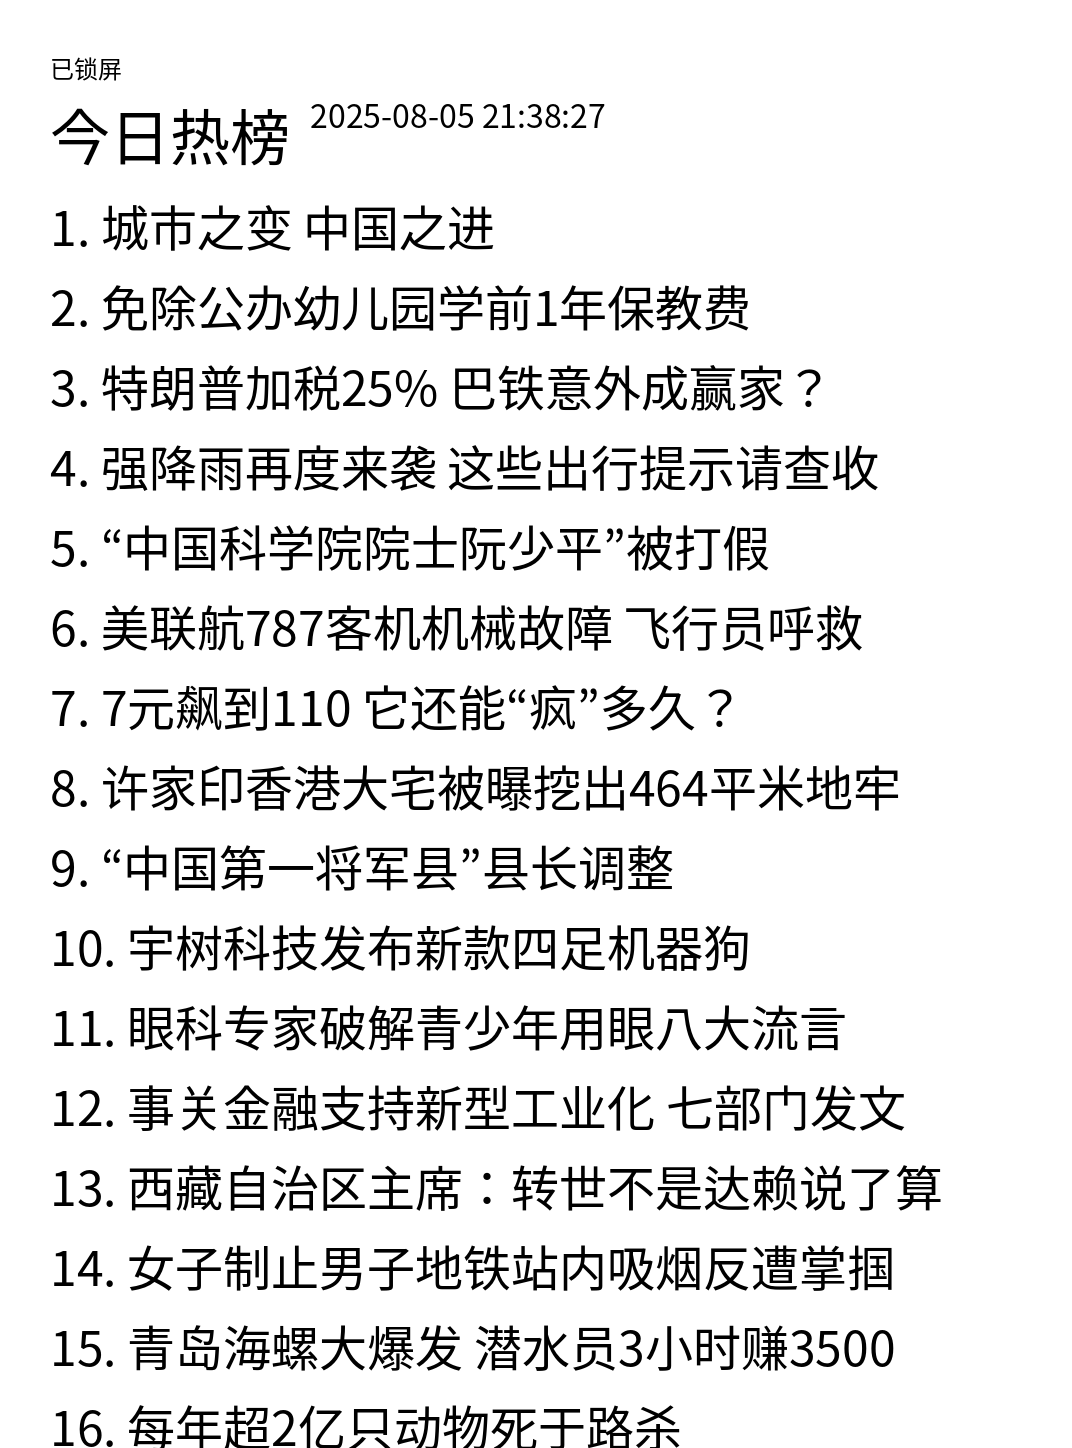 已锁屏
今日热榜 2025-08-05 21:38:27
1. 城市之变 中国之进
2. 免除公办幼儿园学前1年保教费
3. 特朗普加税25% 巴铁意外成赢家？
4. 强降雨再度来袭 这些出行提示请查收
5. “中国科学院院士阮少平”被打假
6. 美联航787客机机械故障 飞行员呼救
7. 7元飙到110 它还能“疯”多久？
8. 许家印香港大宅被曝挖出464平米地牢
9. “中国第一将军县”县长调整
10. 宇树科技发布新款四足机器狗
11. 眼科专家破解青少年用眼八大流言
12. 事关金融支持新型工业化 七部门发文
13. 西藏自治区主席：转世不是达赖说了算
14. 女子制止男子地铁站内吸烟反遭掌掴
15. 青岛海螺大爆发 潜水员3小时赚3500
16. 每年超2亿只动物死于路杀